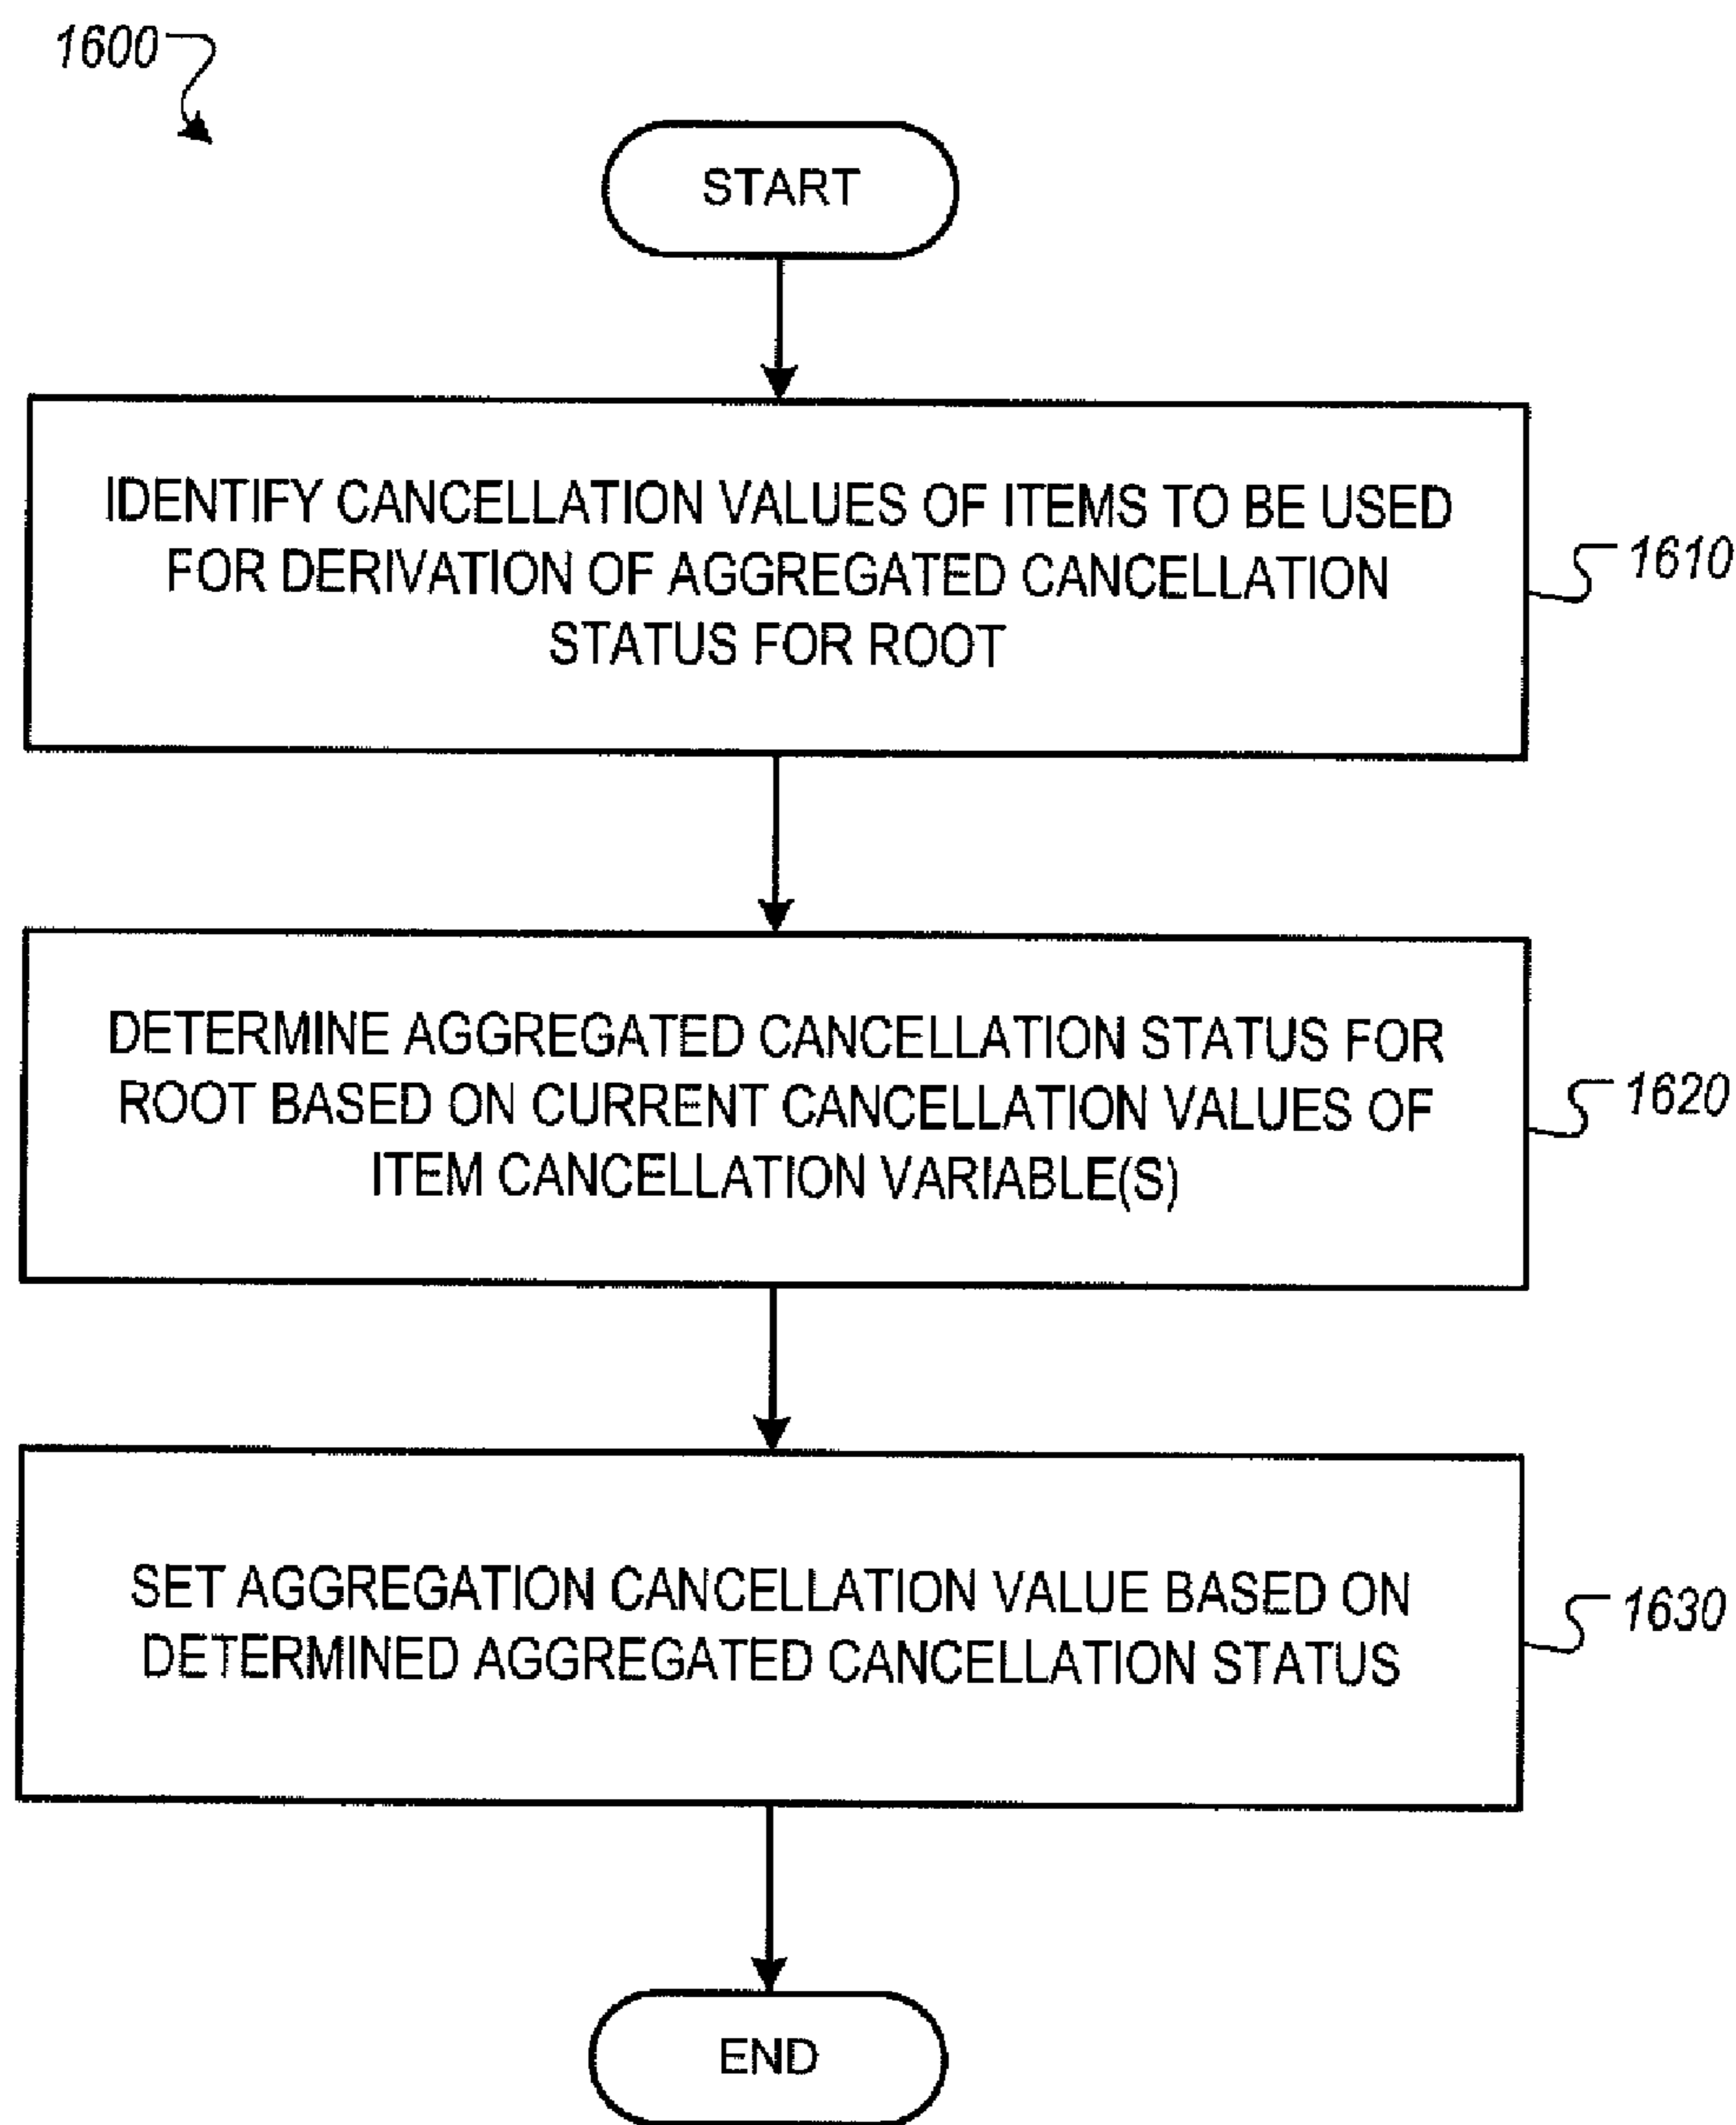 1600
START
IDENTIFY CANCELLATION VALUES OF ITEMS TO BE USED
FOR DERIVATION OF AGGREGATED CANCELLATION
STATUS FOR ROOT
1610
DETERMINE AGGREGATED CANCELLATION STATUS FOR
ROOT BASED ON CURRENT CANCELLATION VALUES OF
ITEM CANCELLATION VARIABLE(S)
1620
SET AGGREGATION CANCELLATION VALUE BASED ON
DETERMINED AGGREGATED CANCELLATION STATUS
1630
END